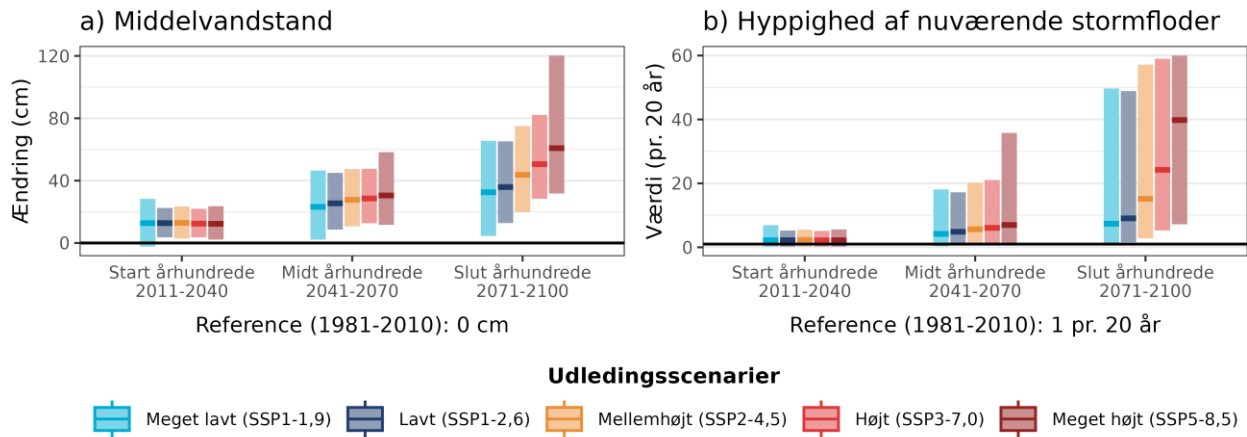 a) Middelvandstand
Ændring (cm)
120
80
40
0
Start århundrede
2011-2040
Midt århundrede
2041-2070
Slut århundrede
2071-2100
Reference (1981-2010): 0 cm
b) Hyppighed af nuværende stormfloder
Værdi (pr. 20 år)
60
40
20
0
Start århundrede
2011-2040
Midt århundrede
2041-2070
Slut århundrede
2071-2100
Reference (1981-2010): 1 pr. 20 år
Udledingsscenarier
Meget lavt (SSP1-1,9)
Lavt (SSP1-2,6)
Mellemhøjt (SSP2-4,5)
Højt (SSP3-7,0)
Meget højt (SSP5-8,5)